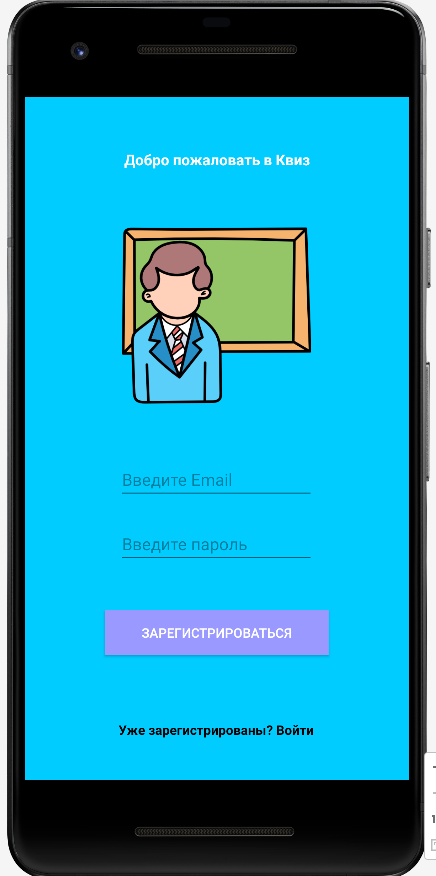 Добро пожаловать в Квиз
Введите Email
Введите пароль
ЗАРЕГИСТРИРОВАТЬСЯ
Уже зарегистрированы? Войти